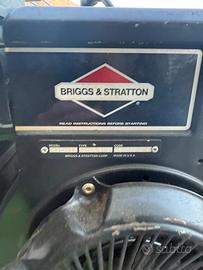 BRIGGS & STRATTON
READ INSTRUCTIONS BEFORE STARTING
MODEL TYPE CODE
BRIGGS & STRATTON CORP. MADE IN U.S.A.
subito